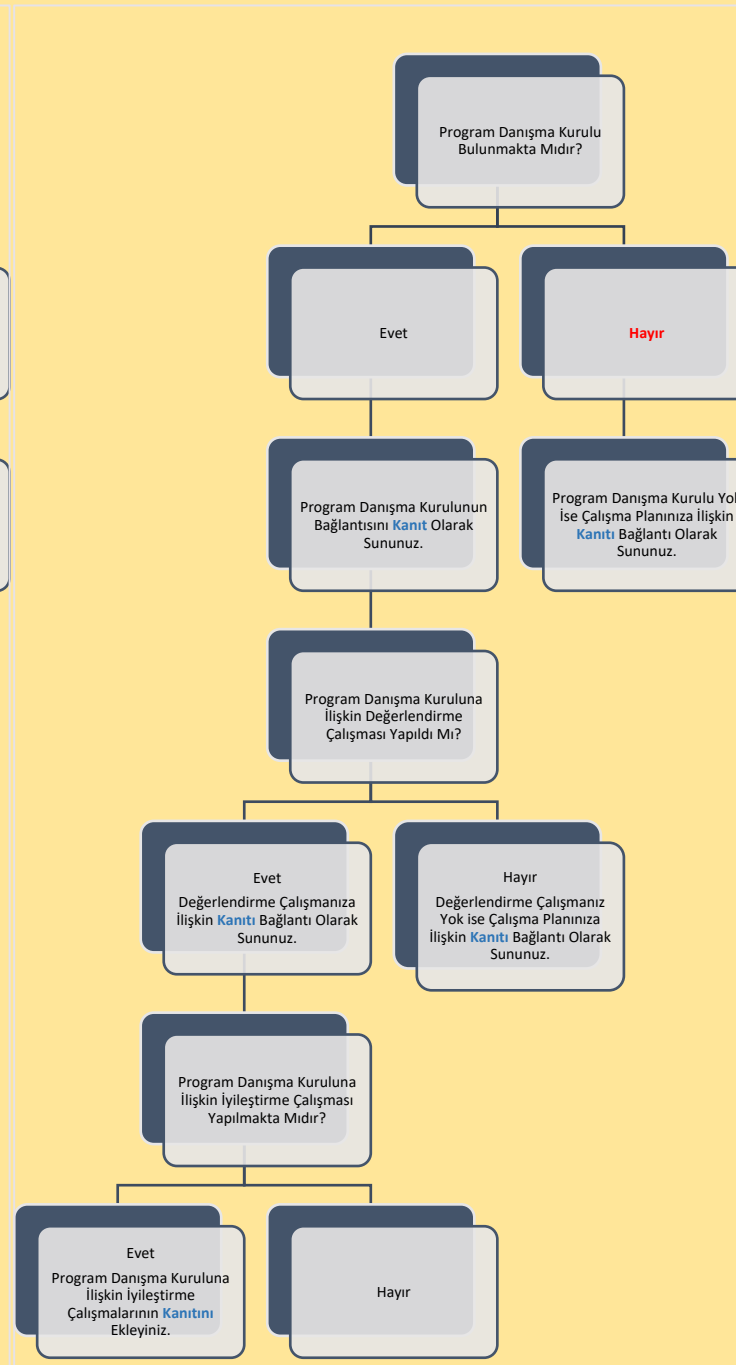 Program Danışma Kurulu
Bulunmakta Mıdır?
Evet
Hayır
Program Danışma Kurulunun
Bağlantısını Kanıt Olarak
Sununuz.
Program Danışma Kurulu Yok
İse Çalışma Planınıza İlişkin
Kanıtı Bağlantı Olarak
Sununuz.
Program Danışma Kuruluna
İlişkin Değerlendirme
Çalışması Yapıldı Mı?
Evet
Değerlendirme Çalışmanıza
İlişkin Kanıtı Bağlantı Olarak
Sununuz.
Hayır
Değerlendirme Çalışmanız
Yok ise Çalışma Planınıza
İlişkin Kanıtı Bağlantı Olarak
Sununuz.
Program Danışma Kuruluna
İlişkin İyileştirme Çalışması
Yapılmakta Mıdır?
Evet
Program Danışma Kuruluna
İlişkin İyileştirme
Çalışmalarının Kanıtını
Ekleyiniz.
Hayır